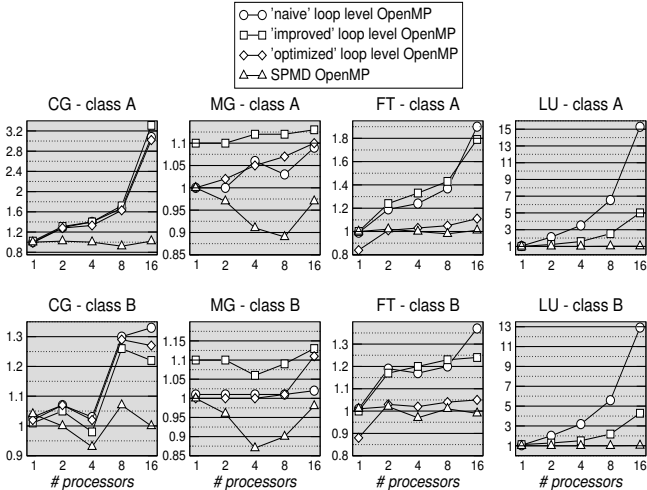 'naive' loop level OpenMP
'improved' loop level OpenMP
'optimized' loop level OpenMP
SPMD OpenMP
CG - class A
3.2
2.8
2.4
2
1.6
1.2
0.8
1 2 4 8 16
MG - class A
1.1
1.05
1
0.95
0.9
0.85
1 2 4 8 16
FT - class A
1.8
1.6
1.4
1.2
1
0.8
1 2 4 8 16
LU - class A
15
13
11
9
7
5
3
1
1 2 4 8 16
CG - class B
1.3
1.2
1.1
1
0.9
1 2 4 8 16
# processors
MG - class B
1.15
1.1
1.05
1
0.95
0.9
0.85
1 2 4 8 16
# processors
FT - class B
1.3
1.2
1.1
1
0.9
0.8
1 2 4 8 16
# processors
LU - class B
13
11
9
7
5
3
1
1 2 4 8 16
# processors